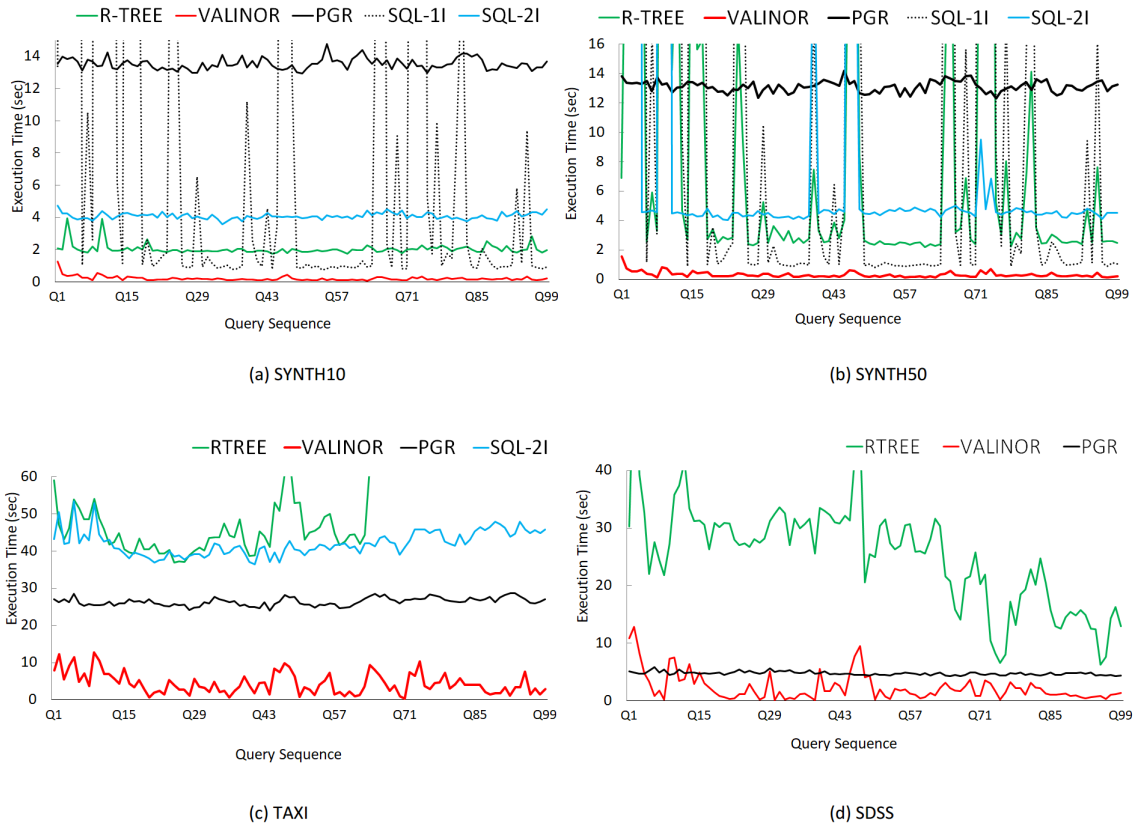 R-TREE VALINOR PGR SQL-1I SQL-2I
14
12
10
8
6
4
2
0
Execution Time (sec)
Q1 Q15 Q29 Q43 Q57 Q71 Q85 Q99
Query Sequence
(a) SYNTH10
R-TREE VALINOR PGR SQL-1I SQL-2I
16
14
12
10
8
6
4
2
0
Execution Time (sec)
Q1 Q15 Q29 Q43 Q57 Q71 Q85 Q99
Query Sequence
(b) SYNTH50
RTREE VALINOR PGR SQL-2I
60
50
40
30
20
10
0
Execution Time (sec)
Q1 Q15 Q29 Q43 Q57 Q71 Q85 Q99
Query Sequence
(c) TAXI
RTREE VALINOR PGR
40
30
20
10
0
Execution Time (sec)
Q1 Q15 Q29 Q43 Q57 Q71 Q85 Q99
Query Sequence
(d) SDSS